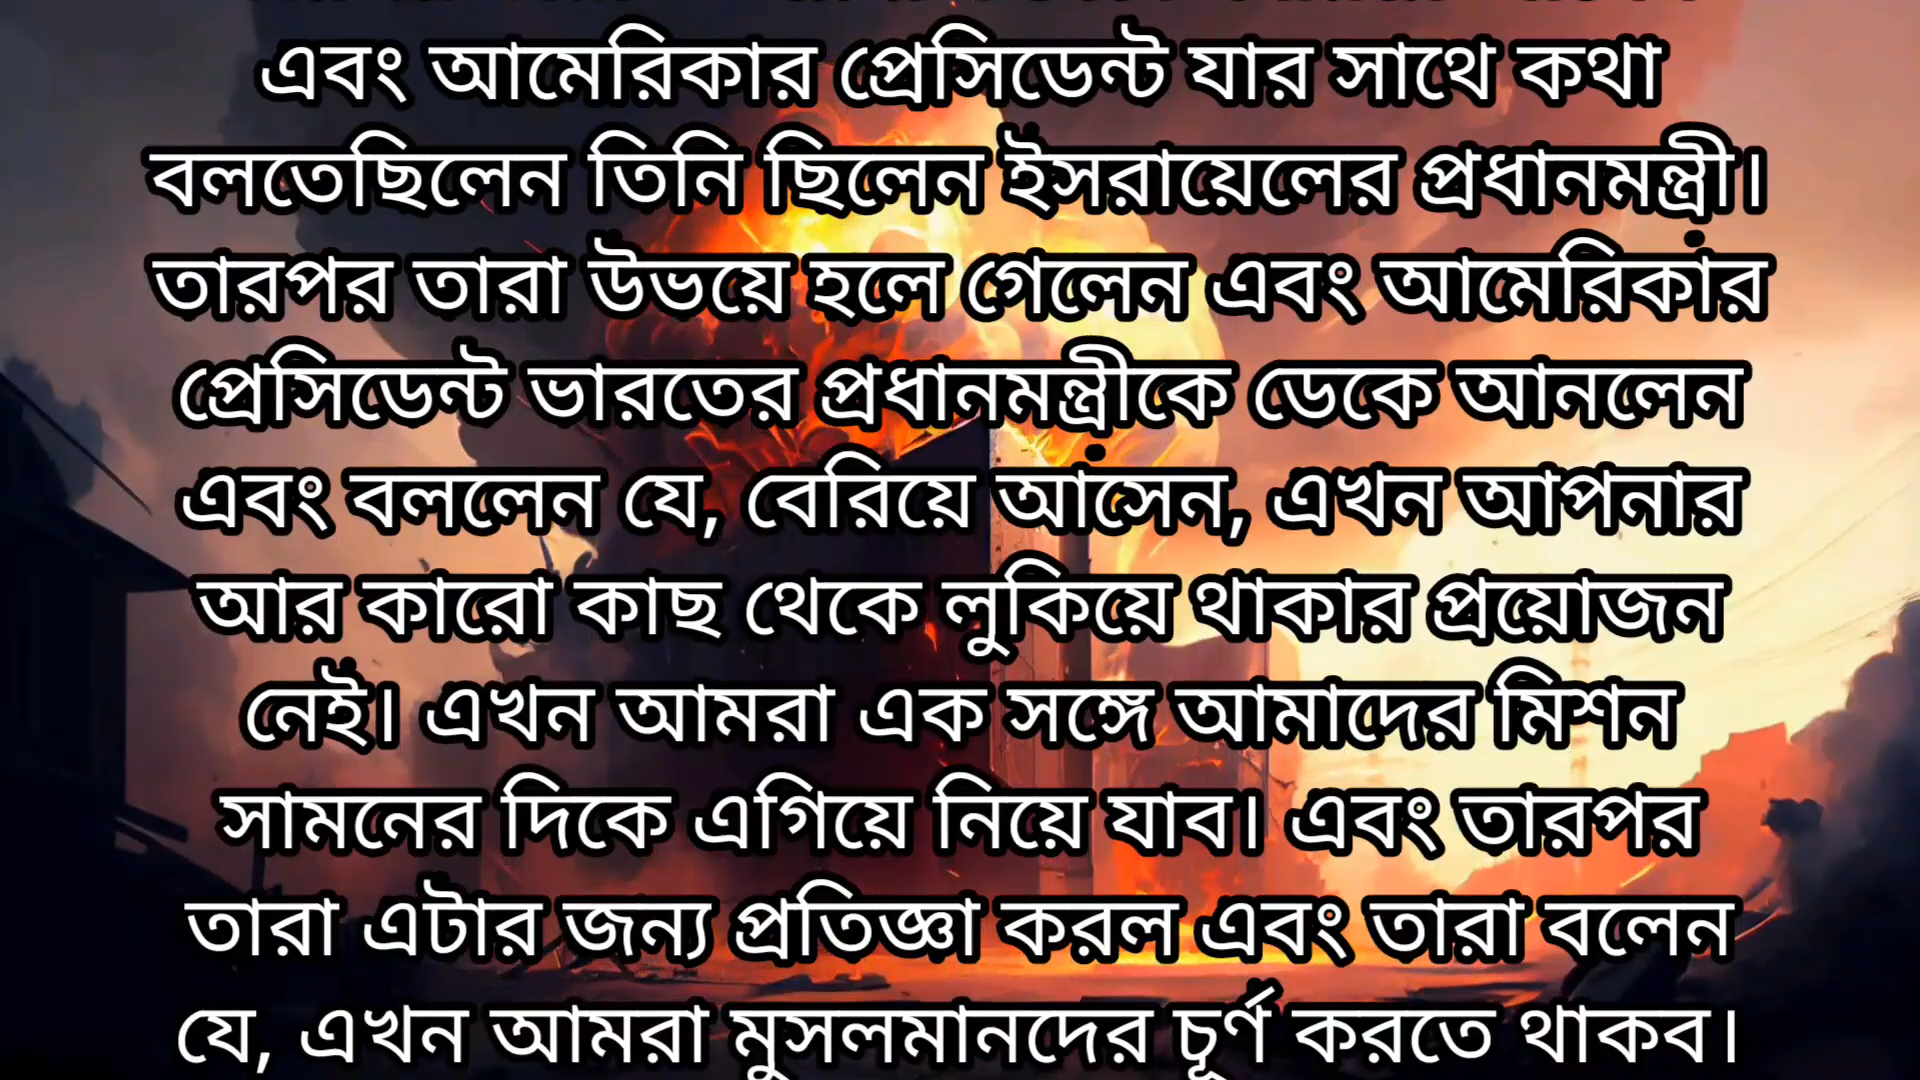 এবং আমেরিকার প্রেসিডেন্ট যার সাথে কথা
বলতেছিলেন তিনি ছিলেন ইসরায়েলের প্রধানমন্ত্রী।
তারপর তারা উভয়ে হলে গেলেন এবং আমেরিকার
প্রেসিডেন্ট ভারতের প্রধানমন্ত্রীকে ডেকে আনলেন
এবং বললেন যে, বেরিয়ে আসেন, এখন আপনার
আর কারো কাছ থেকে লুকিয়ে থাকার প্রয়োজন
নেই। এখন আমরা এক সঙ্গে আমাদের মিশন
সামনের দিকে এগিয়ে নিয়ে যাব। এবং তারপর
তারা এটার জন্য প্রতিজ্ঞা করল এবং তারা বলেন
যে, এখন আমরা মুসলমানদের চূর্ণ করতে থাকব।